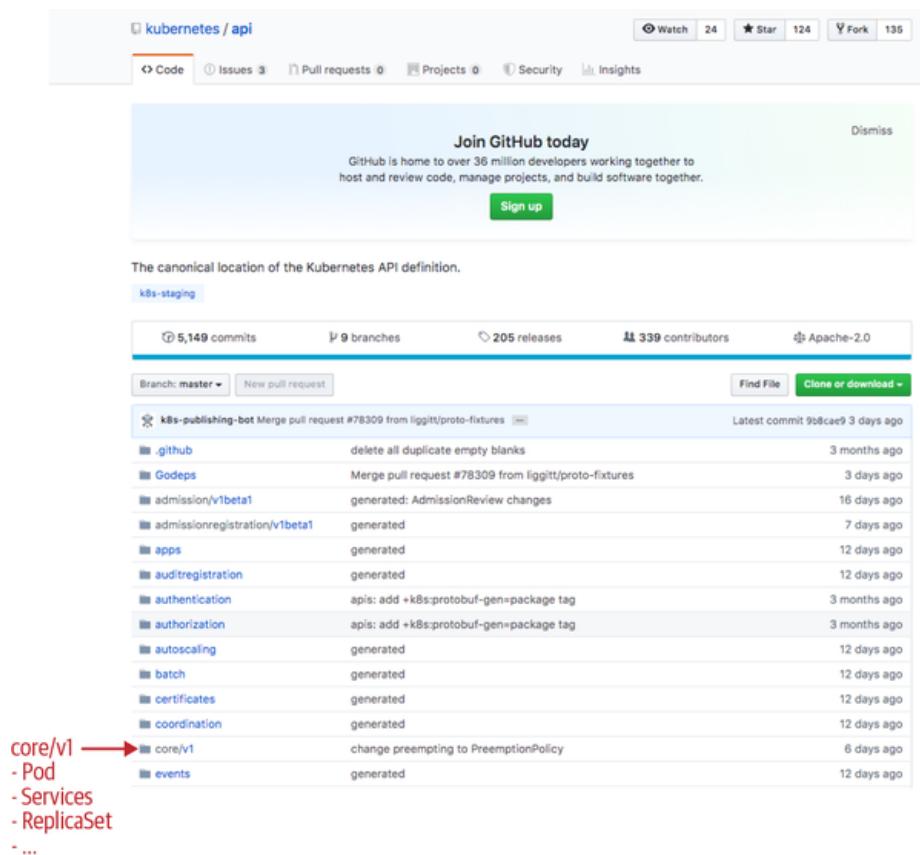 kubernetes / api
Watch 24 Star 124 Fork 135
Code Issues 3 Pull requests 0 Projects 0 Security Insights
Dismiss
Join GitHub today
GitHub is home to over 36 million developers working together to
host and review code, manage projects, and build software together.
Sign up
The canonical location of the Kubernetes API definition.
k8s-staging
5,149 commits 9 branches 205 releases 339 contributors Apache-2.0
Branch: master New pull request Find File Clone or download
k8s-publishing-bot Merge pull request #78309 from liggitt/proto-fixtures ... Latest commit 9b8cae9 3 days ago
.github delete all duplicate empty blanks 3 months ago
Godeps Merge pull request #78309 from liggitt/proto-fixtures 3 days ago
admission/v1beta1 generated: AdmissionReview changes 16 days ago
admissionregistration/v1beta1 generated 7 days ago
apps generated 12 days ago
auditregistration generated 12 days ago
authentication apis: add +k8s:protobuf-gen=package tag 3 months ago
authorization apis: add +k8s:protobuf-gen=package tag 3 months ago
autoscaling generated 12 days ago
batch generated 12 days ago
certificates generated 12 days ago
coordination generated 12 days ago
core/v1 change preempting to PreemptionPolicy 6 days ago
events generated 12 days ago
core/v1
- Pod
- Services
- ReplicaSet
- ...